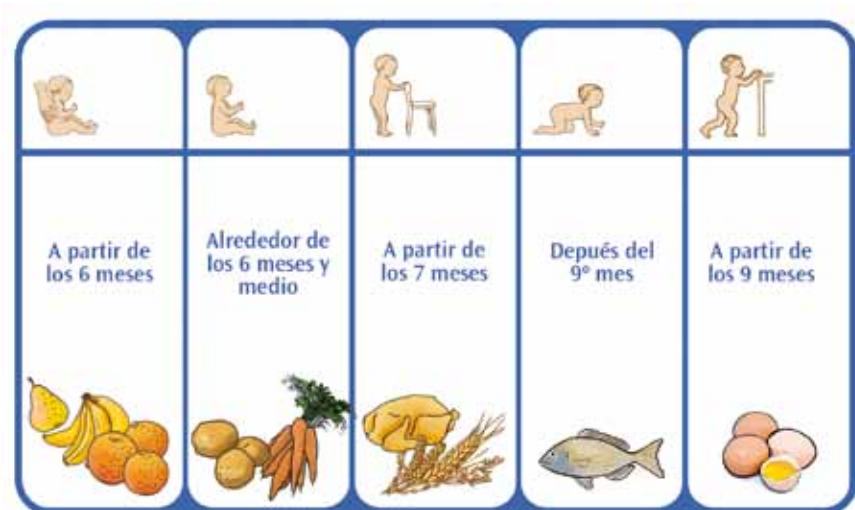 A partir de
los 6 meses
Alrededor de
los 6 meses y
medio
A partir de
los 7 meses
Depués del
9º mes
A partir de
los 9 meses